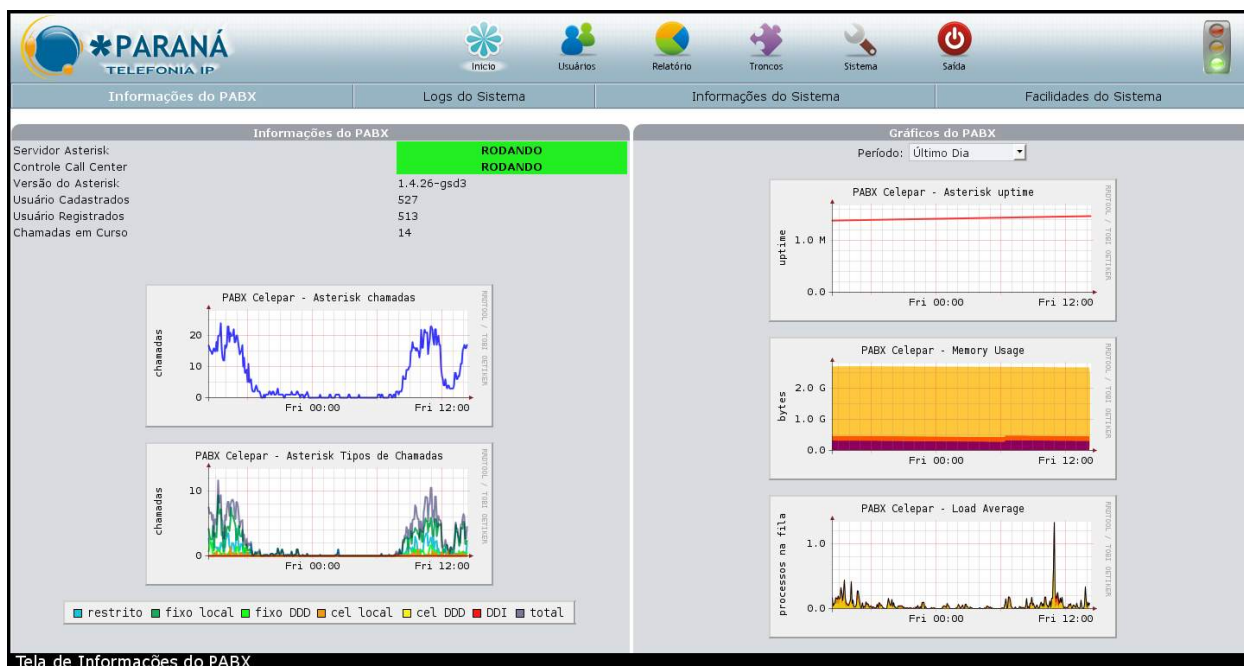 *PARANÁ
TELEFONIA IP
Início
Usuários
Relatório
Troncos
Sistema
Saída
Informações do PABX
Logs do Sistema
Informações do Sistema
Facilidades do Sistema
Informações do PABX
Servidor Asterisk: RODANDO
Controle Call Center RODANDO
Versão do Asterisk: 1.4.26-gsd3
Usuário Cadastrados 527
Usuário Registrados 513
Chamadas em Curso 14
PABX Celepar - Asterisk chamadas
chamadas
20
10
0
Fri 00:00 Fri 12:00
RRDTOOL / TOBI OETIKER
PABX Celepar - Asterisk Tipos de Chamadas
chamadas
10
0
Fri 00:00 Fri 12:00
RRDTOOL / TOBI OETIKER
restrito fixo local fixo DDD cel local cel DDD DDI total
Gráficos do PABX
Período: Último Dia
PABX Celepar - Asterisk uptime
uptime
1.0 M
0.0
Fri 00:00 Fri 12:00
RRDTOOL / TOBI OETIKER
PABX Celepar - Memory Usage
bytes
2.0 G
1.0 G
0.0
Fri 00:00 Fri 12:00
RRDTOOL / TOBI OETIKER
PABX Celepar - Load Average
processos na fila
1.0
0.0
Fri 00:00 Fri 12:00
RRDTOOL / TOBI OETIKER
Tela de Informações do PABX